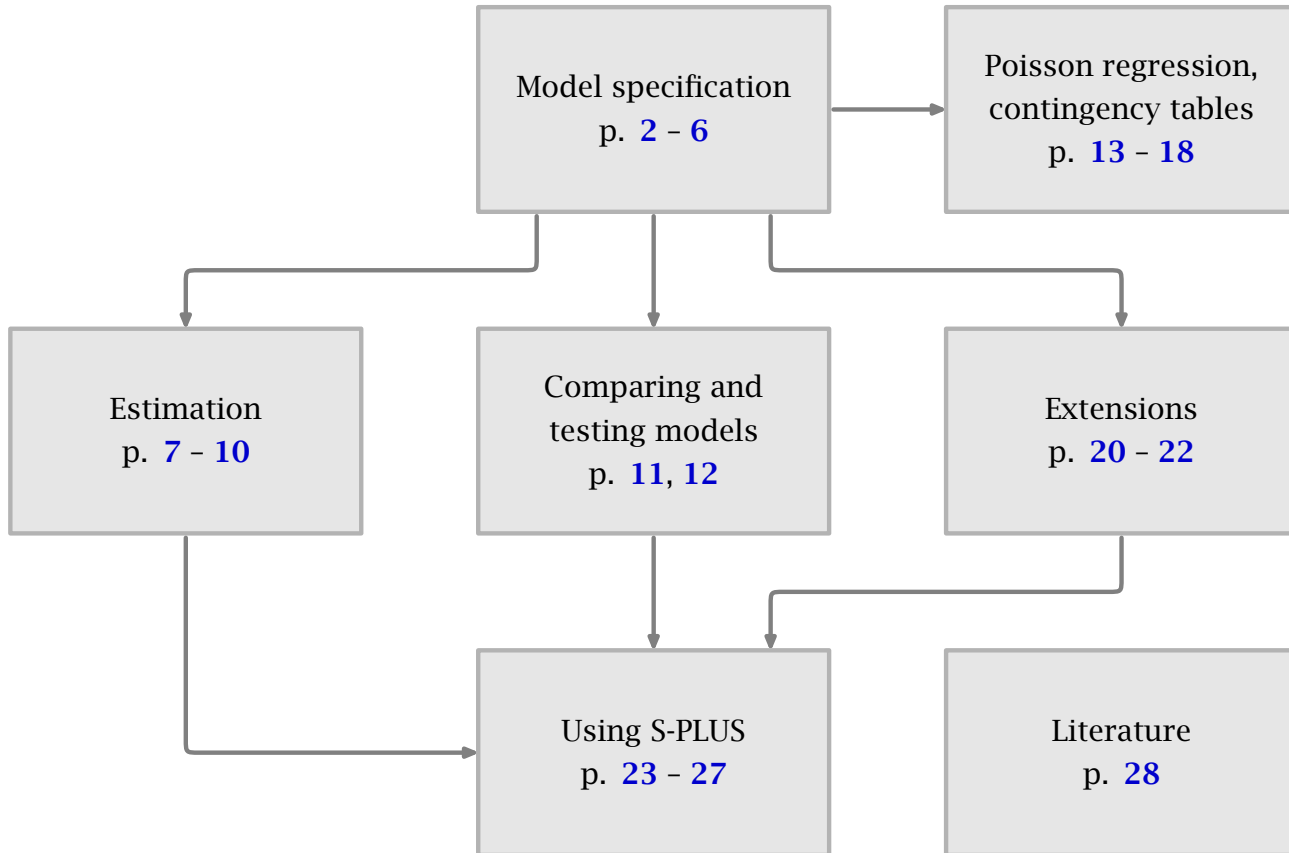 Model specification
p. 2 – 6
Poisson regression,
contingency tables
p. 13 – 18
Estimation
p. 7 – 10
Comparing and
testing models
p. 11, 12
Extensions
p. 20 – 22
Using S-PLUS
p. 23 – 27
Literature
p. 28